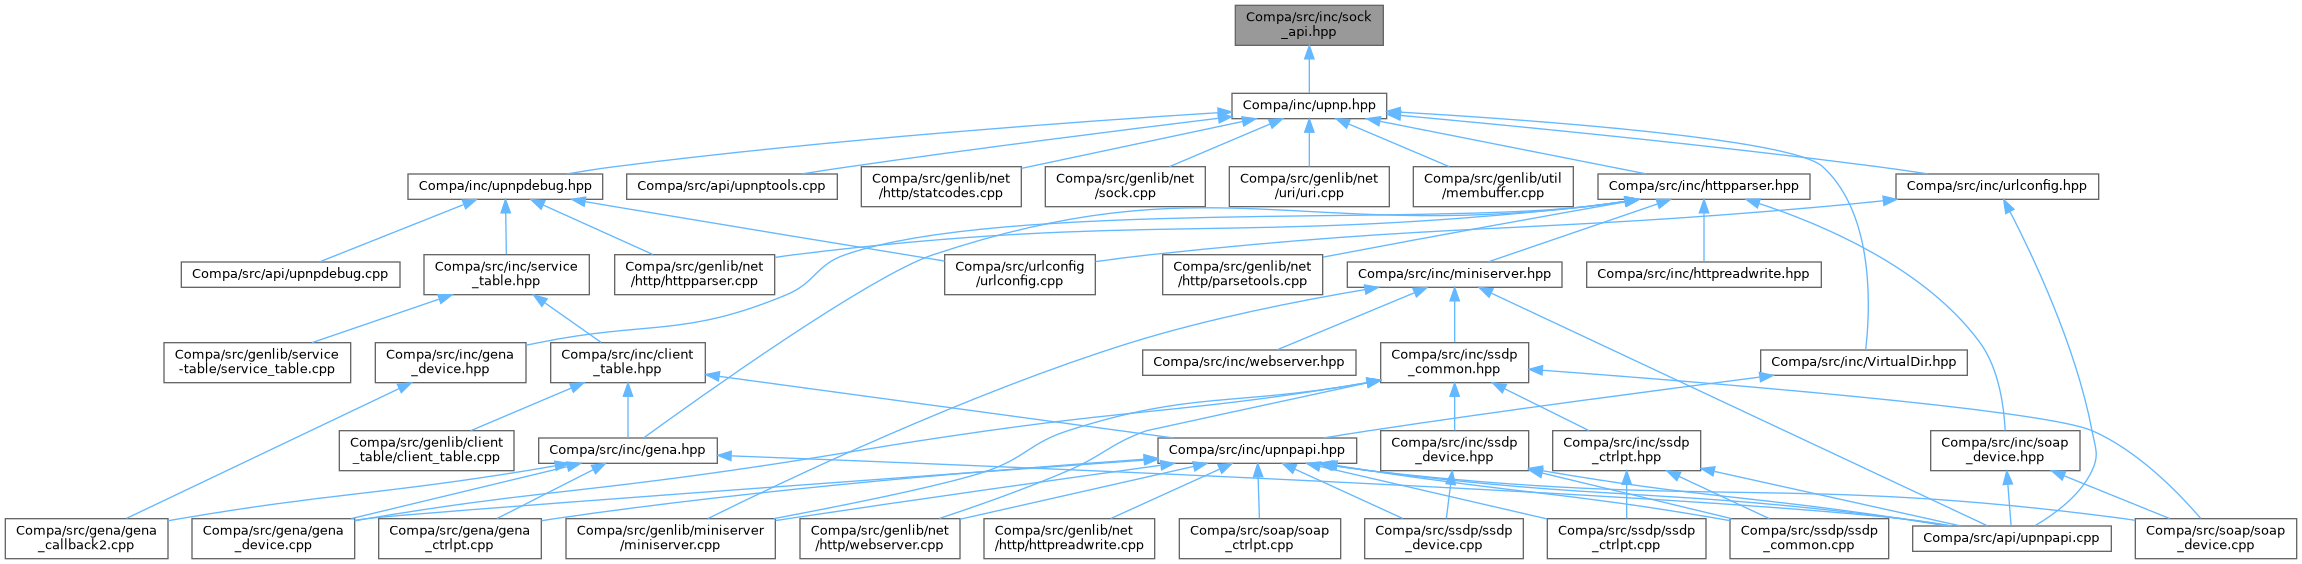 Compa/src/inc/sock
_api.hpp
Compa/inc/upnp.hpp
Compa/inc/upnpdebug.hpp
Compa/src/api/upnptools.cpp
Compa/src/genlib/net
/http/statcodes.cpp
Compa/src/genlib/net
/sock.cpp
Compa/src/genlib/net
/uri/uri.cpp
Compa/src/genlib/util
/membuffer.cpp
Compa/src/inc/httpparser.hpp
Compa/src/inc/urlconfig.hpp
Compa/src/api/upnpdebug.cpp
Compa/src/inc/service
_table.hpp
Compa/src/genlib/net
/http/httpparser.cpp
Compa/src/urlconfig
/urlconfig.cpp
Compa/src/genlib/net
/http/parsetools.cpp
Compa/src/inc/miniserver.hpp
Compa/src/inc/httpreadwrite.hpp
Compa/src/genlib/service
-table/service_table.cpp
Compa/src/inc/gena
_device.hpp
Compa/src/inc/client
_table.hpp
Compa/src/inc/webserver.hpp
Compa/src/inc/ssdp
_common.hpp
Compa/src/inc/VirtualDir.hpp
Compa/src/genlib/client
_table/client_table.cpp
Compa/src/inc/gena.hpp
Compa/src/inc/upnpapi.hpp
Compa/src/inc/ssdp
_device.hpp
Compa/src/inc/ssdp
_ctrlpt.hpp
Compa/src/inc/soap
_device.hpp
Compa/src/gena/gena
_callback2.cpp
Compa/src/gena/gena
_device.cpp
Compa/src/gena/gena
_ctrlpt.cpp
Compa/src/genlib/miniserver
/miniserver.cpp
Compa/src/genlib/net
/http/webserver.cpp
Compa/src/genlib/net
/http/httpreadwrite.cpp
Compa/src/soap/soap
_ctrlpt.cpp
Compa/src/ssdp/ssdp
_device.cpp
Compa/src/ssdp/ssdp
_ctrlpt.cpp
Compa/src/ssdp/ssdp
_common.cpp
Compa/src/api/upnpapi.cpp
Compa/src/soap/soap
_device.cpp